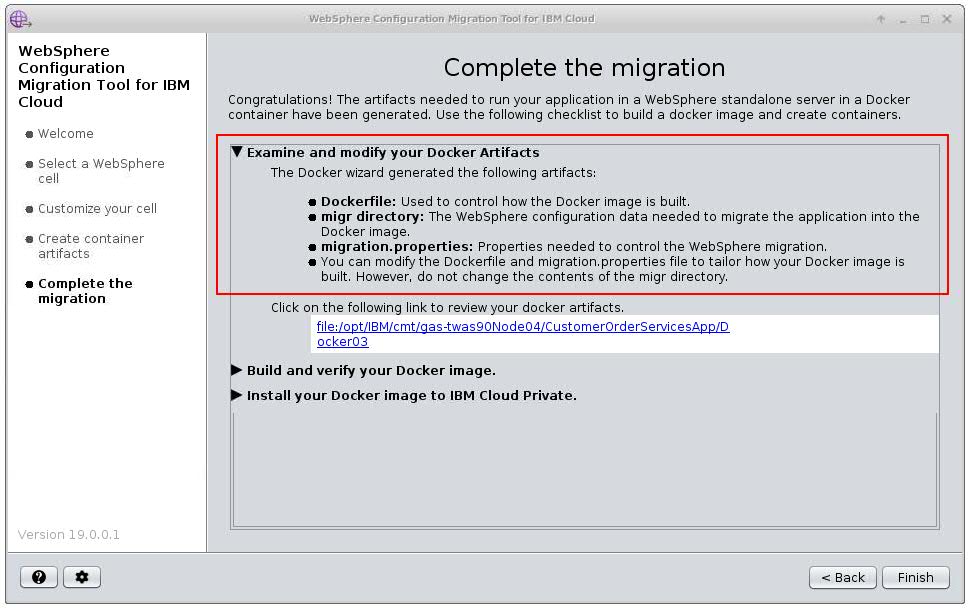 WebSphere Configuration Migration Tool for IBM Cloud
WebSphere
Configuration
Migration Tool for IBM
Cloud
Welcome
Select a WebSphere
cell
Customize your cell
Create container
artifacts
Complete the
migration
Version 19.0.0.1
Complete the migration
Congratulations! The artifacts needed to run your application in a WebSphere standalone server in a Docker
container have been generated. Use the following checklist to build a docker image and create containers.
Examine and modify your Docker Artifacts
The Docker wizard generated the following artifacts:
Dockerfile: Used to control how the Docker image is built.
migr directory: The WebSphere configuration data needed to migrate the application into the
Docker image.
migration.properties: Properties needed to control the WebSphere migration.
You can modify the Dockerfile and migration.properties file to tailor how your Docker image is
built. However, do not change the contents of the migr directory.
Click on the following link to review your docker artifacts.
file:/opt/IBM/cmt/gas-twas90Node04/CustomerOrderServicesApp/D
ocker03
Build and verify your Docker image.
Install your Docker image to IBM Cloud Private.
?
< Back
Finish